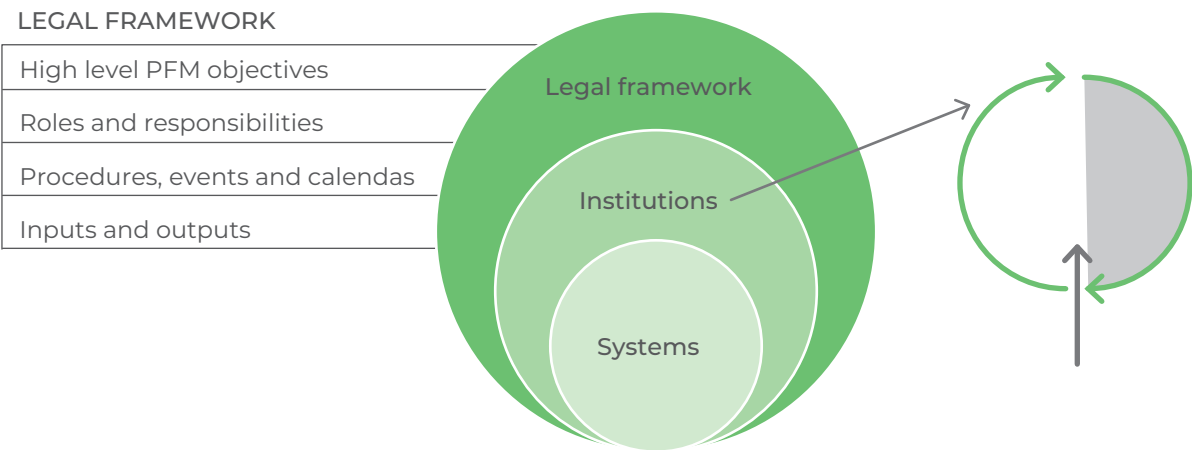 LEGAL FRAMEWORK
High level PFM objectives
Roles and responsibilities
Procedures, events and calendas
Inputs and outputs
Legal framework
Institutions
Systems